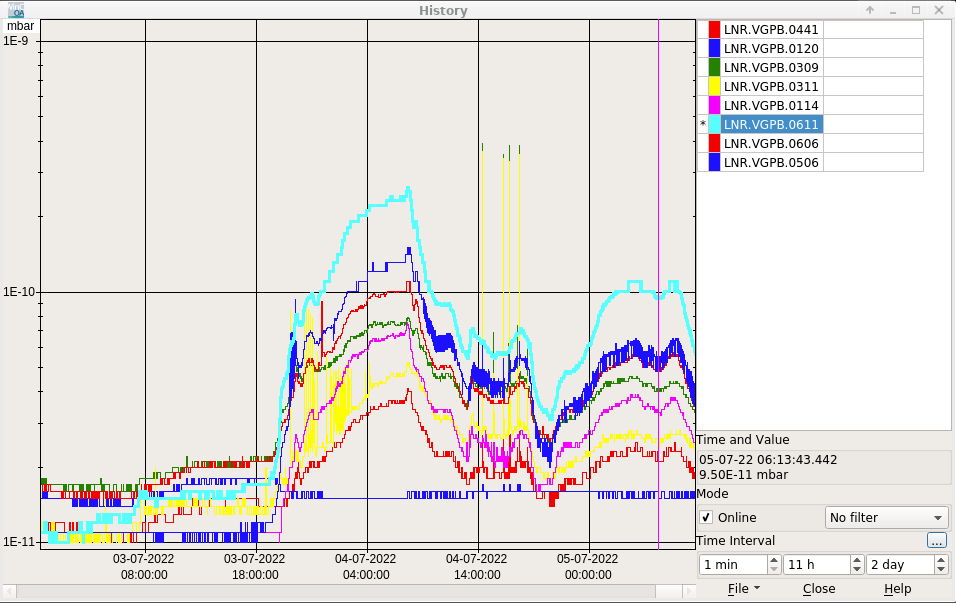 History
mbar
1E-9
1E-10
1E-11
03-07-2022 03-07-2022 04-07-2022 04-07-2022 05-07-2022
08:00:00 18:00:00 04:00:00 14:00:00 00:00:00
LNR.VGPB.0441
LNR.VGPB.0120
LNR.VGPB.0309
LNR.VGPB.0311
LNR.VGPB.0114
* LNR.VGPB.0611
LNR.VGPB.0606
LNR.VGPB.0506
Time and Value
05-07-22 06:13:43.442
9.50E-11 mbar
Mode
Online No filter
Time Interval ...
1 min 11 h 2 day
File Close Help